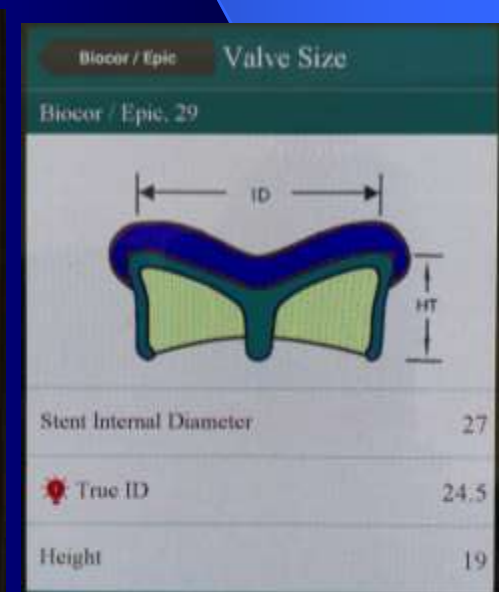 Biocor / Epic Valve Size
Biocor / Epic, 29
ID
HT
Stent Internal Diameter 27
True ID 24.5
Height 19